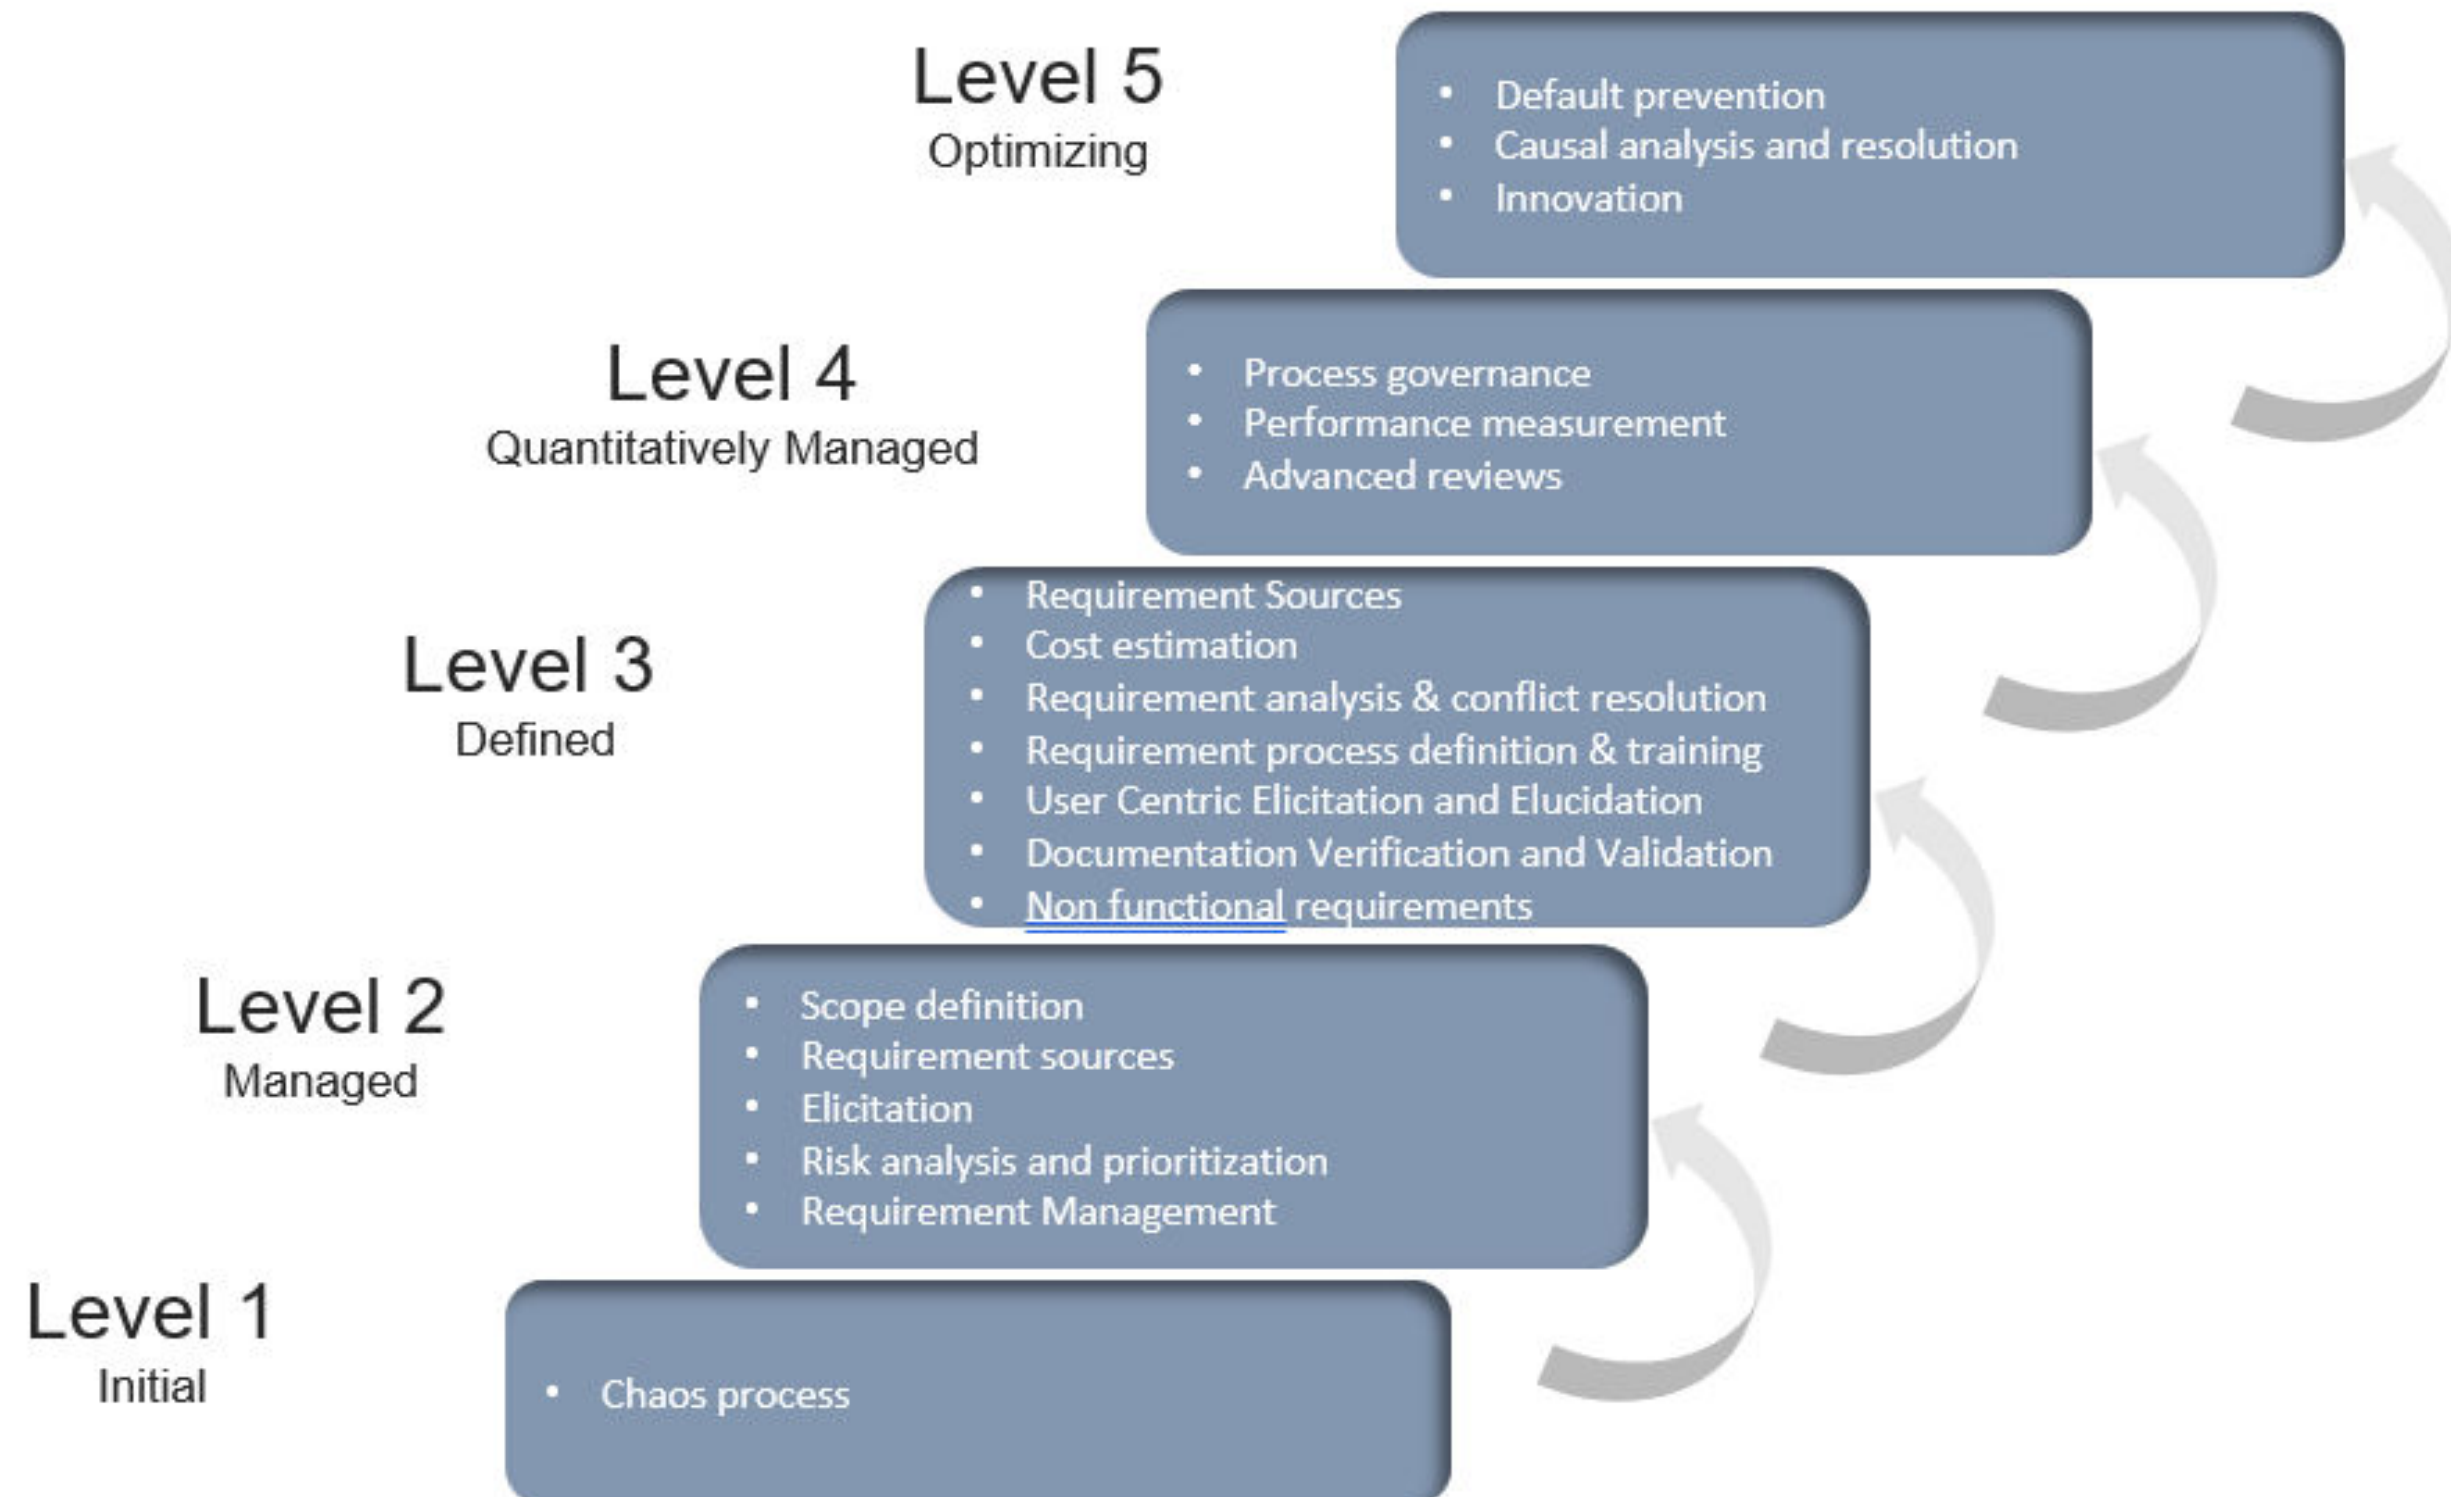 Level 5
Optimizing
• Default prevention
• Causal analysis and resolution
• Innovation
Level 4
Quantitatively Managed
• Process governance
• Performance measurement
• Advanced reviews
Level 3
Defined
• Requirement Sources
• Cost estimation
• Requirement analysis & conflict resolution
• Requirement process definition & training
• User Centric Elicitation and Elucidation
• Documentation Verification and Validation
• Non functional requirements
Level 2
Managed
• Scope definition
• Requirement sources
• Elicitation
• Risk analysis and prioritization
• Requirement Management
Level 1
Initial
• Chaos process